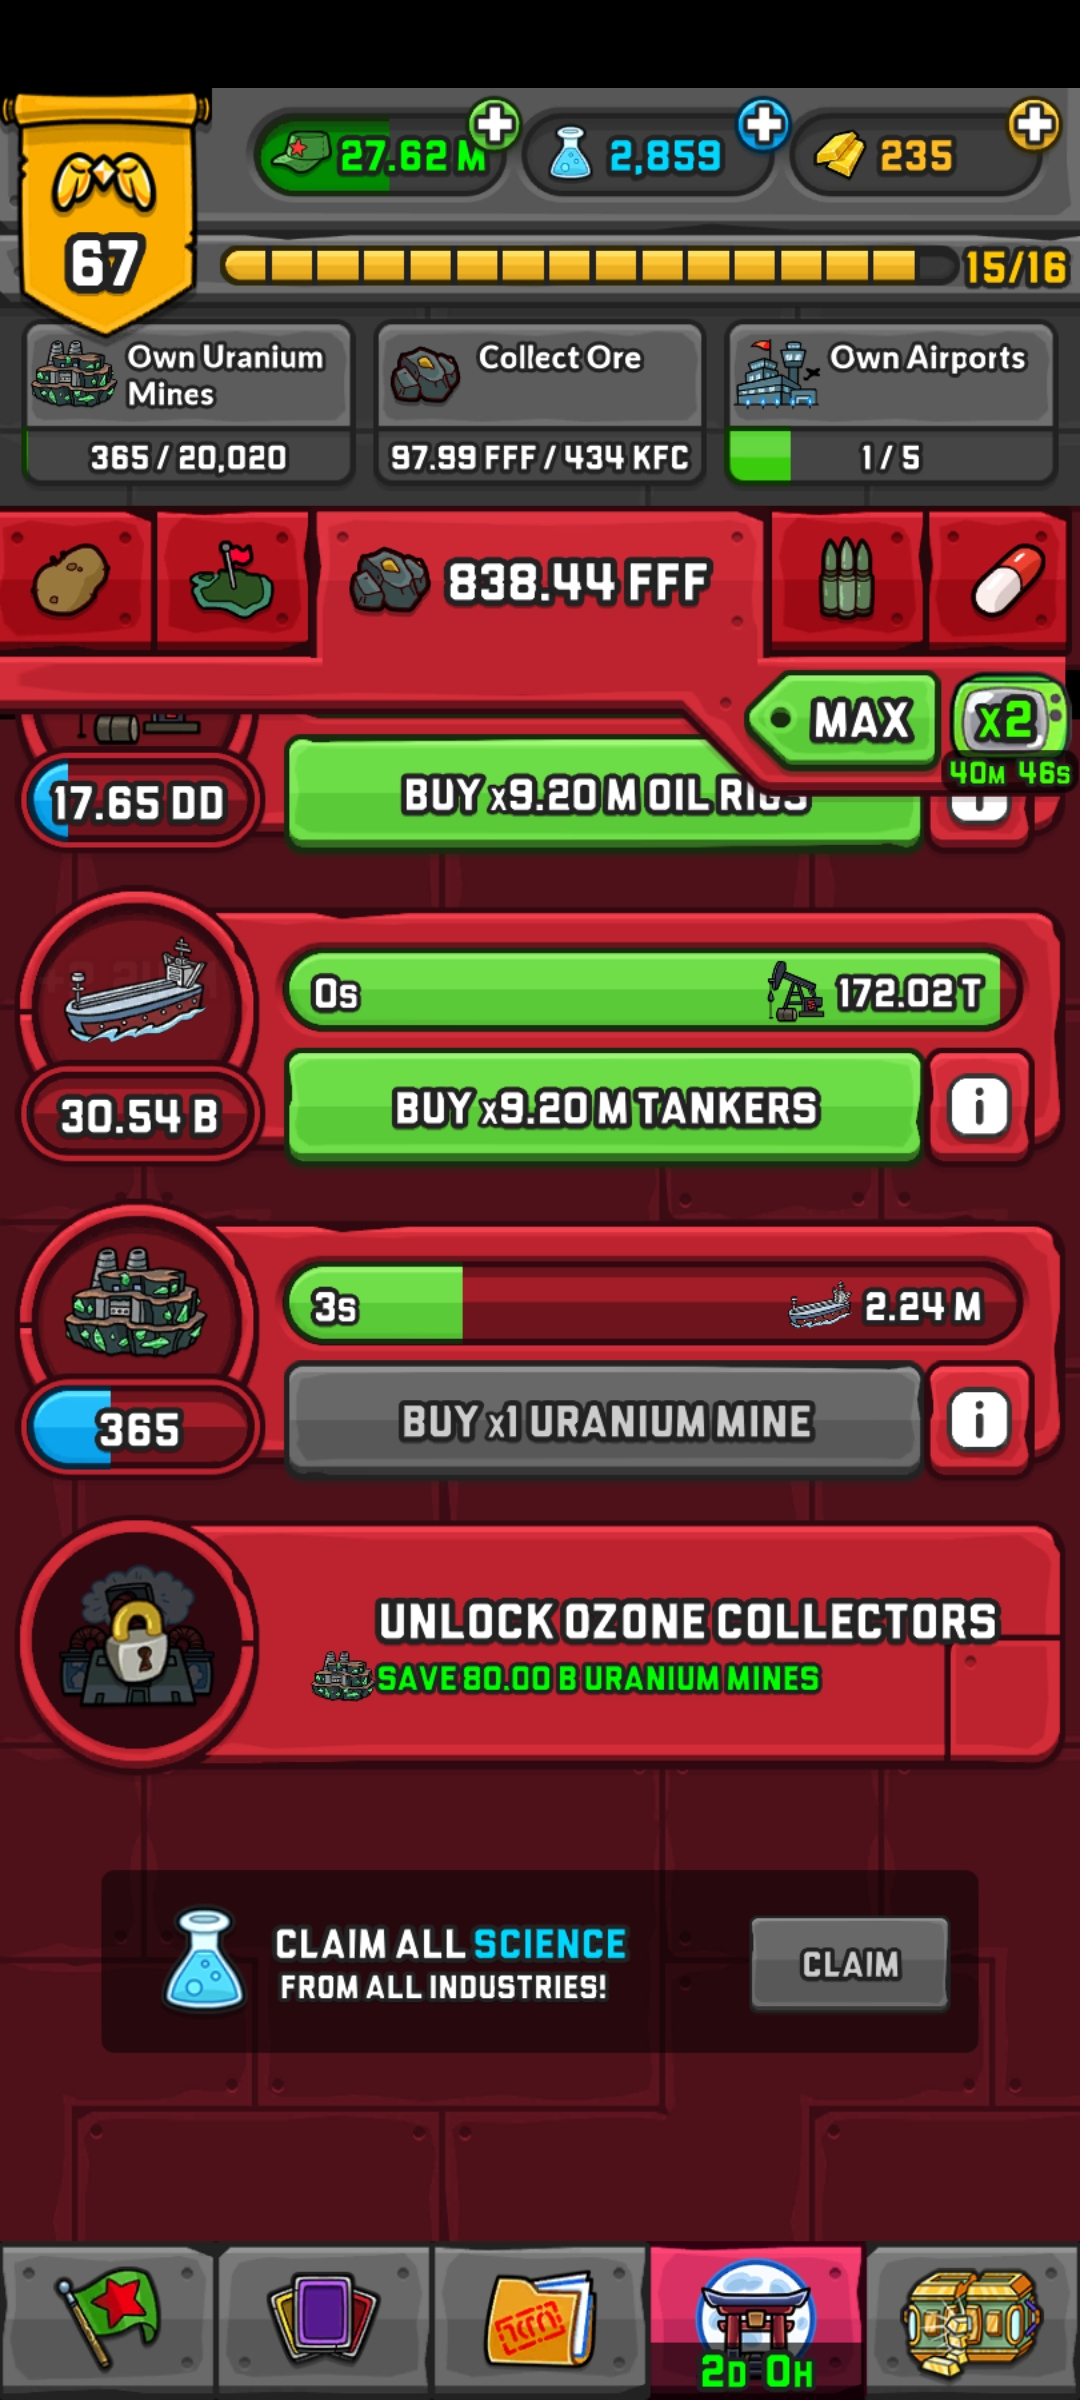 27.62 M
2,859
235
67
15/16
Own Uranium
Mines
365 / 20,020
Collect Ore
97.99 FFF / 434 KFC
Own Airports
1 / 5
838.44 FFF
MAX
x2
40M 46S
17.65 DD
BUY x9.20 M OIL RIGS
0s
172.02 T
30.54 B
BUY x9.20 M TANKERS
i
3s
2.24 M
365
BUY x1 URANIUM MINE
i
UNLOCK OZONE COLLECTORS
SAVE 80.00 B URANIUM MINES
CLAIM ALL SCIENCE
FROM ALL INDUSTRIES!
CLAIM
2D 0H